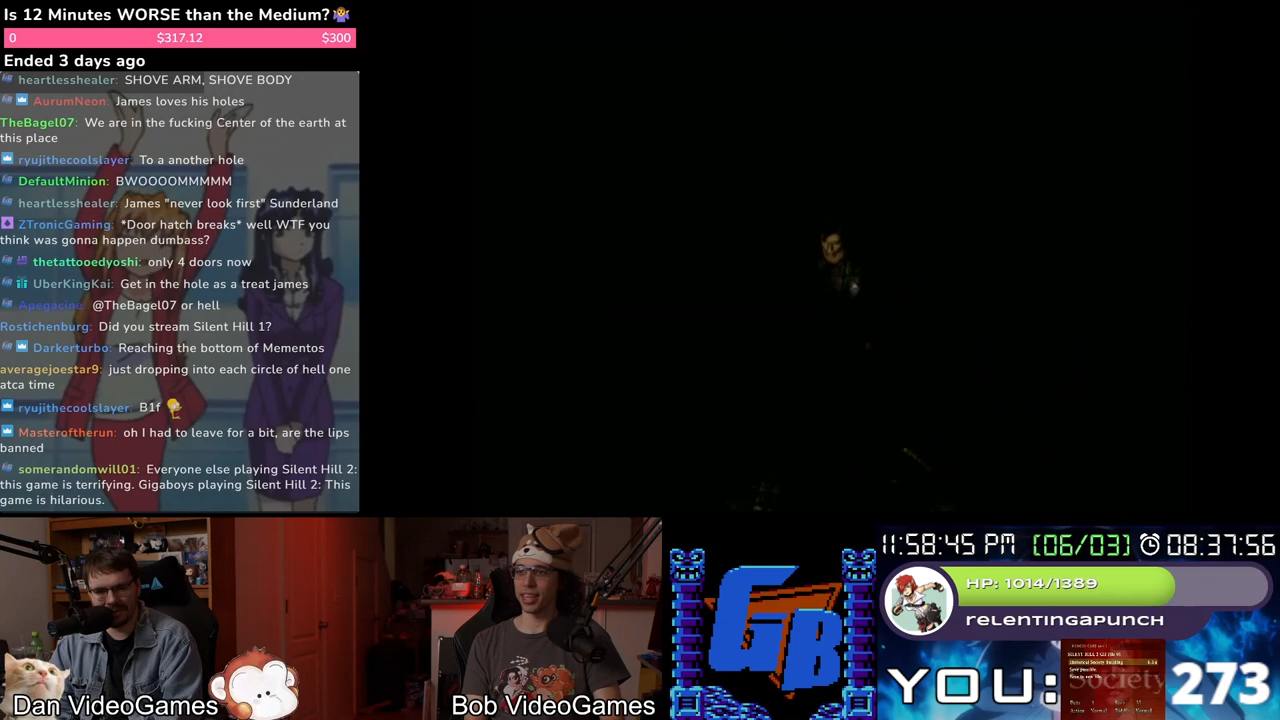 Is 12 Minutes WORSE than the Medium?🤷‍♀️
0 $317.12 $300
Ended 3 days ago
heartlesshealer: SHOVE ARM, SHOVE BODY
AurumNeon: James loves his holes
TheBagel07: We are in the fucking Center of the earth at
this place
ryujithecoolslayer: To a another hole
DefaultMinion: BWOOOOMMMMM
heartlesshealer: James "never look first" Sunderland
ZTronicGaming: *Door hatch breaks* well WTF you
think was gonna happen dumbass?
thetattooedyoshi: only 4 doors now
UberKingKai: Get in the hole as a treat james
Apegacine: @TheBagel07 or hell
Rostichenburg: Did you stream Silent Hill 1?
Darkerturbo: Reaching the bottom of Mementos
averagejoestar9: just dropping into each circle of hell one
atca time
ryujithecoolslayer: B1f
Masteroftherun: oh I had to leave for a bit, are the lips
banned
somerandomwill01: Everyone else playing Silent Hill 2:
this game is terrifying. Gigaboys playing Silent Hill 2: This
game is hilarious.
Dan VideoGames
Bob VideoGames
GB
11:58:45 PM [06/03] 08:37:56
HP: 1014/1389
RELENTINGAPUNCH
YOU:
Society
273